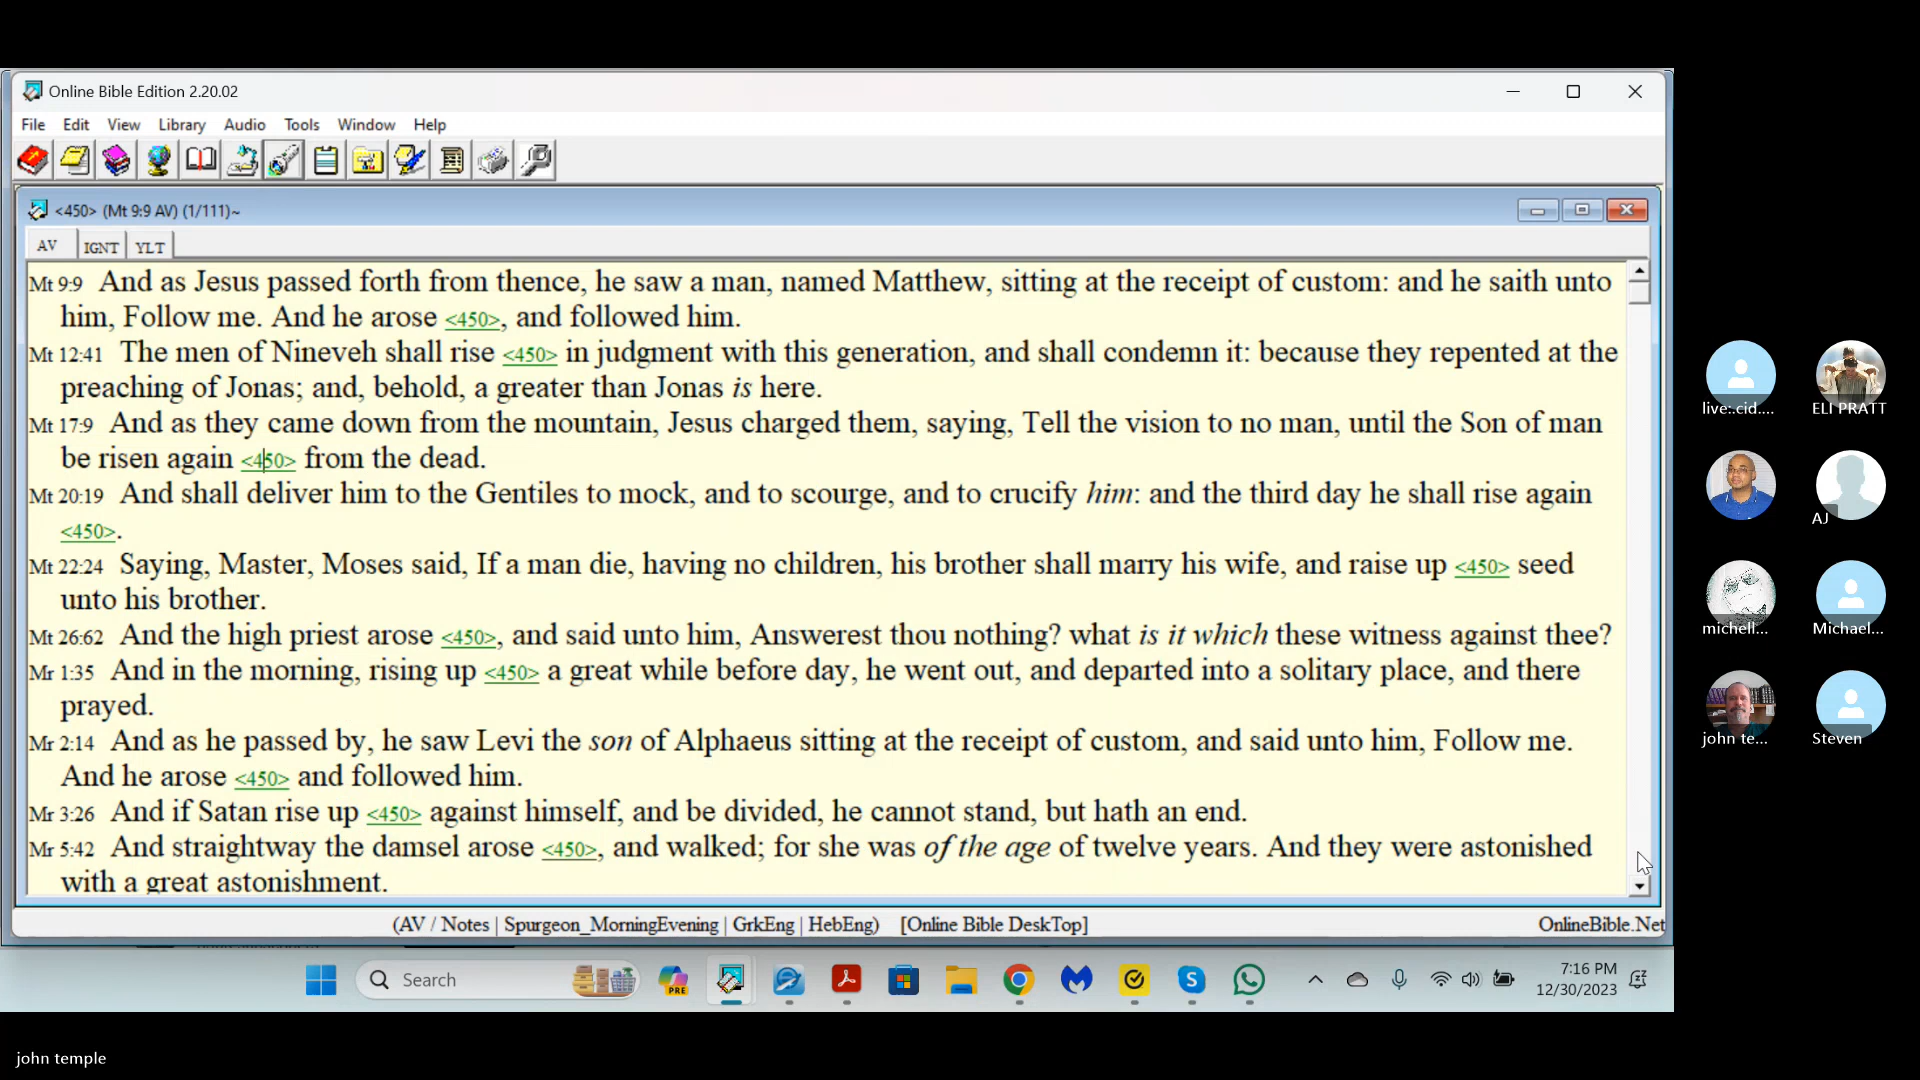 Online Bible Edition 2.20.02
File Edit View Library Audio Tools Window Help
<450> (Mt 9:9 AV) (1/111)~
AV IGNT YLT
Mt 9:9 And as Jesus passed forth from thence, he saw a man, named Matthew, sitting at the receipt of custom: and he saith unto
him, Follow me. And he arose <450>, and followed him.
Mt 12:41 The men of Nineveh shall rise <450> in judgment with this generation, and shall condemn it: because they repented at the
preaching of Jonas; and, behold, a greater than Jonas is here.
Mt 17:9 And as they came down from the mountain, Jesus charged them, saying, Tell the vision to no man, until the Son of man
be risen again <450> from the dead.
Mt 20:19 And shall deliver him to the Gentiles to mock, and to scourge, and to crucify him: and the third day he shall rise again
<450>.
Mt 22:24 Saying, Master, Moses said, If a man die, having no children, his brother shall marry his wife, and raise up <450> seed
unto his brother.
Mt 26:62 And the high priest arose <450>, and said unto him, Answerest thou nothing? what is it which these witness against thee?
Mr 1:35 And in the morning, rising up <450> a great while before day, he went out, and departed into a solitary place, and there
prayed.
Mr 2:14 And as he passed by, he saw Levi the son of Alphaeus sitting at the receipt of custom, and said unto him, Follow me.
And he arose <450> and followed him.
Mr 3:26 And if Satan rise up <450> against himself, and be divided, he cannot stand, but hath an end.
Mr 5:42 And straightway the damsel arose <450>, and walked; for she was of the age of twelve years. And they were astonished
with a great astonishment.
(AV / Notes | Spurgeon_MorningEvening | GrkEng | HebEng) [Online Bible DeskTop]
OnlineBible.Net
Search
PRE
7:16 PM
12/30/2023
live:.cid....
ELI PRATT
AJ
michell...
Michael...
john te...
Steven
john temple